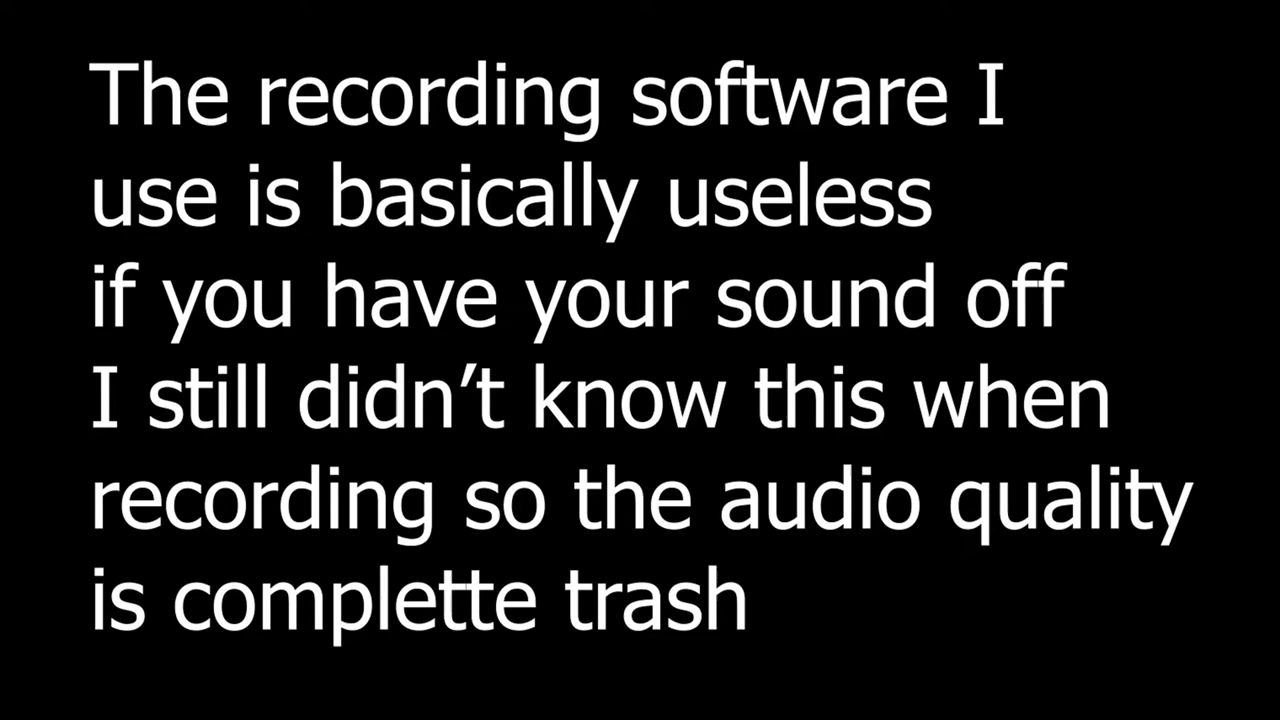 The recording software I
use is basically useless
if you have your sound off
I still didn’t know this when
recording so the audio quality
is complette trash